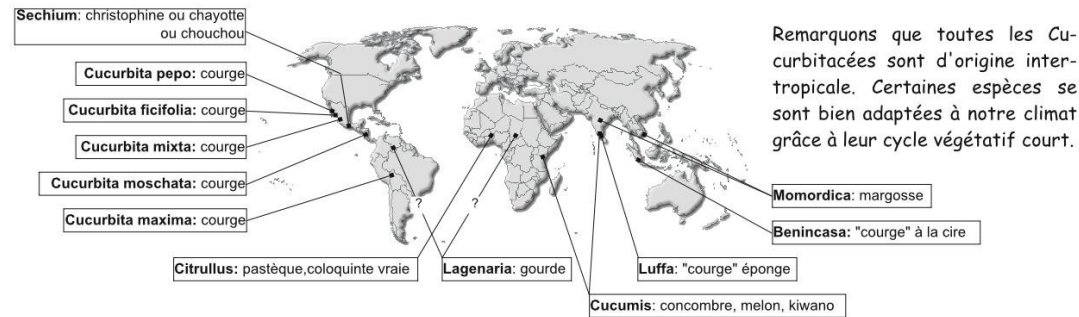 Sechium: christophine ou chayotte
ou chouchou
Cucurbita pepo: courge
Cucurbita ficifolia: courge
Cucurbita mixta: courge
Cucurbita moschata: courge
Cucurbita maxima: courge
Citrullus: pastèque,coloquinte vraie
?
?
Lagenaria: gourde
Luffa: "courge" éponge
Cucumis: concombre, melon, kiwano
Momordica: margosse
Benincasa: "courge" à la cire
Remarquons que toutes les Cu-
curbitacées sont d'origine inter-
tropicale. Certaines espèces se
sont bien adaptées à notre climat
grâce à leur cycle végétatif court.